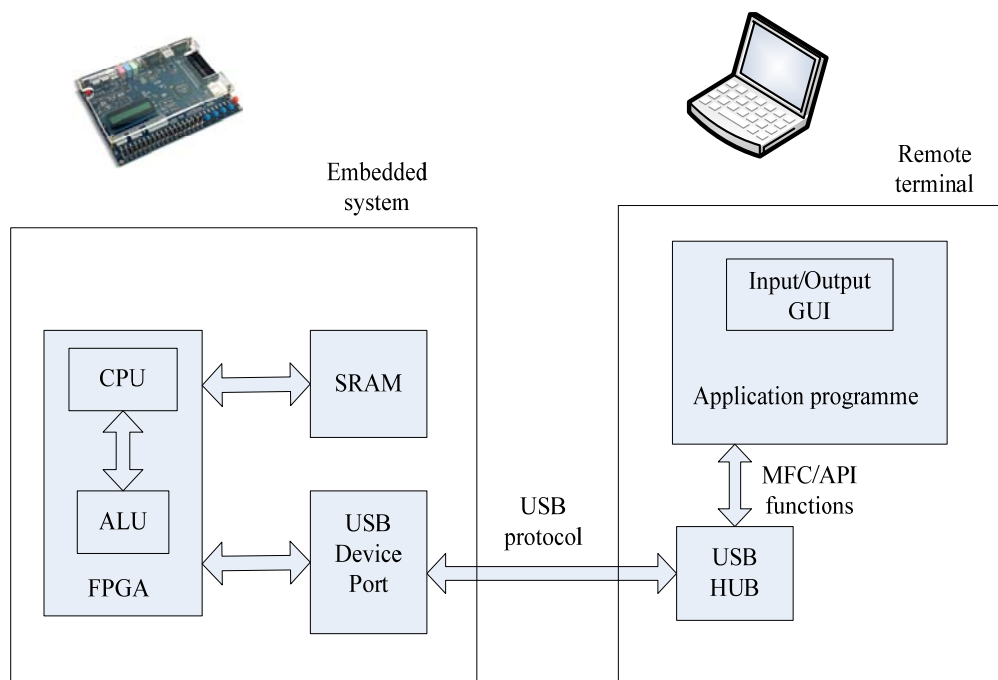 Embedded
system
Remote
terminal
CPU
ALU
FPGA
SRAM
USB
Device
Port
USB
protocol
Input/Output
GUI
Application programme
MFC/API
functions
USB
HUB